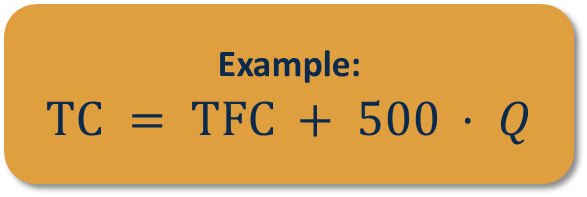 Example:
TC = TFC + 500 · Q